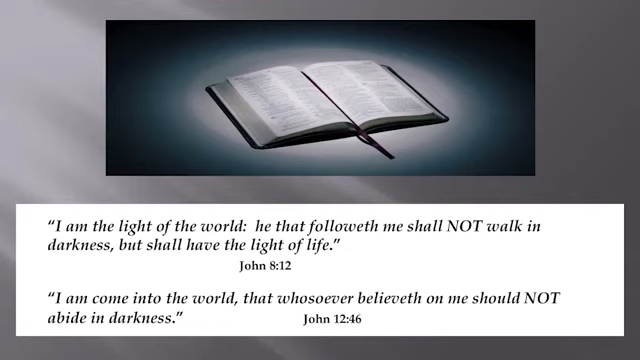 “I am the light of the world:  he that followeth me shall NOT walk in
darkness, but shall have the light of life.”
John 8:12
“I am come into the world, that whosoever believeth on me should NOT
abide in darkness.”
John 12:46